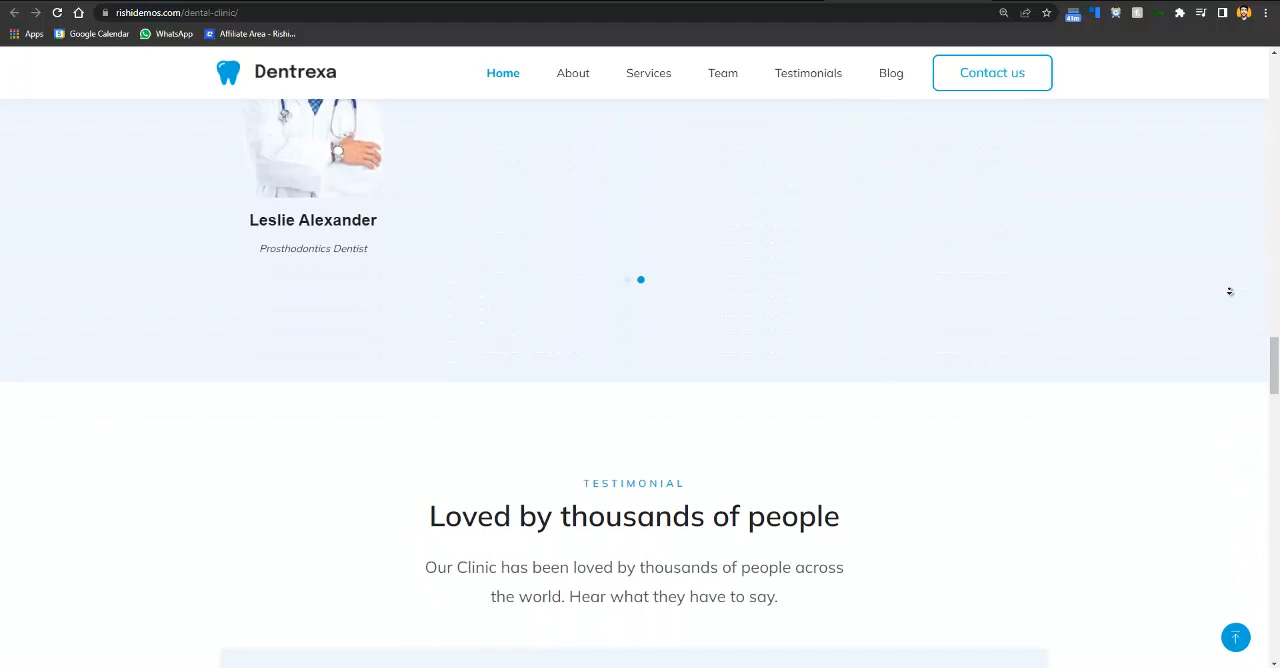 rishidemos.com/dental-clinic/
41m
Apps
Google Calendar
WhatsApp
Affiliate Area - Rishi...
Dentrexa
Home
About
Services
Team
Testimonials
Blog
Contact us
Leslie Alexander
Prosthodontics Dentist
TESTIMONIAL
Loved by thousands of people
Our Clinic has been loved by thousands of people across
the world. Hear what they have to say.